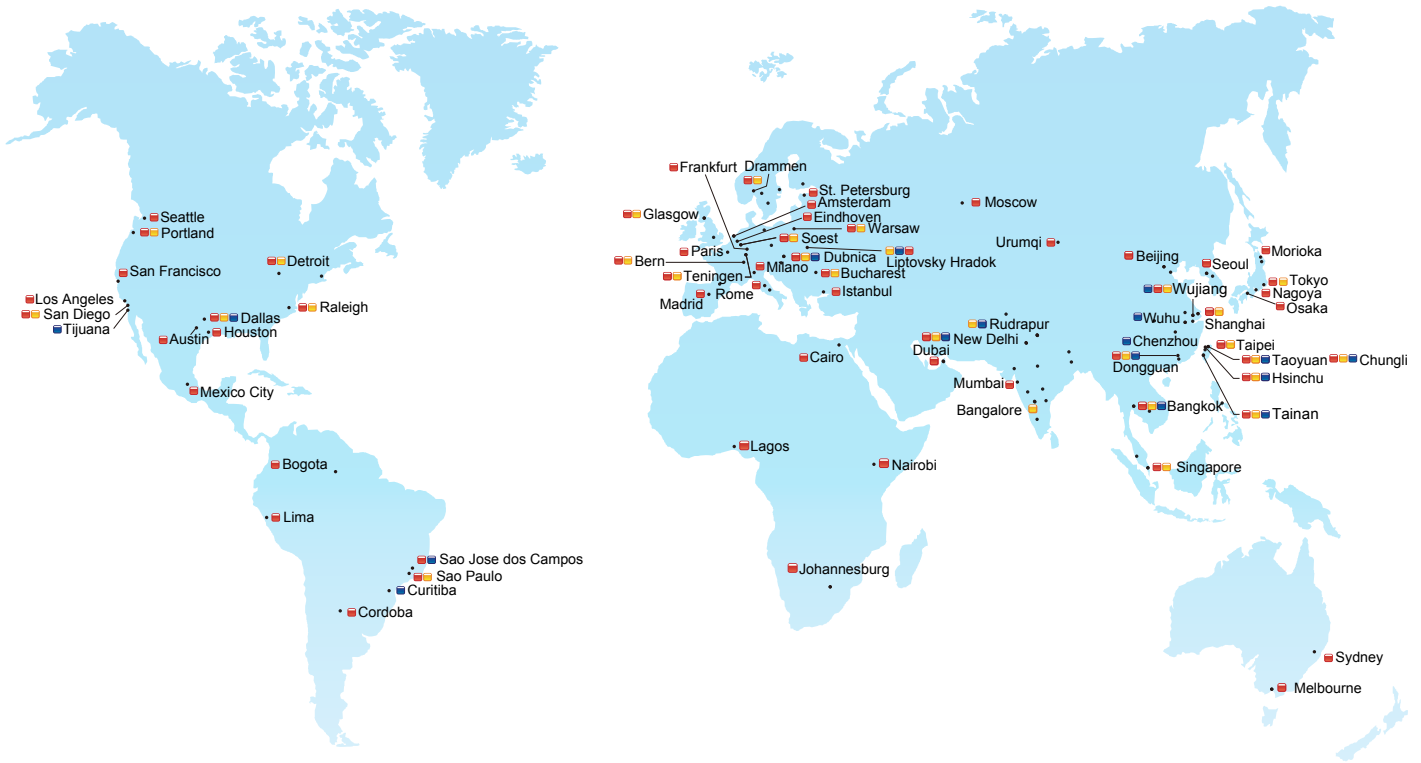 Frankfurt
Drammen
St. Petersburg
Amsterdam
Eindhoven
Moscow
Seattle
Portland
Glasgow
Warsaw
Soest
Urumqi
Paris
Dubnica
Liptovsky Hradok
Beijing
Seoul
Morioka
San Francisco
Detroit
Bern
Milano
Teningen
Bucharest
Tokyo
Nagoya
Osaka
Los Angeles
San Diego
Tijuana
Raleigh
Madrid
Rome
Istanbul
Wujiang
Dallas
Houston
Austin
Rudrapur
Wuhu
Shanghai
New Delhi
Chenzhou
Taipei
Cairo
Dubai
Dongguan
Taoyuan
Chungli
Hsinchu
Mexico City
Mumbai
Bangalore
Bangkok
Tainan
Lagos
Bogota
Nairobi
Singapore
Lima
Sao Jose dos Campos
Sao Paulo
Curitiba
Cordoba
Johannesburg
Sydney
Melbourne